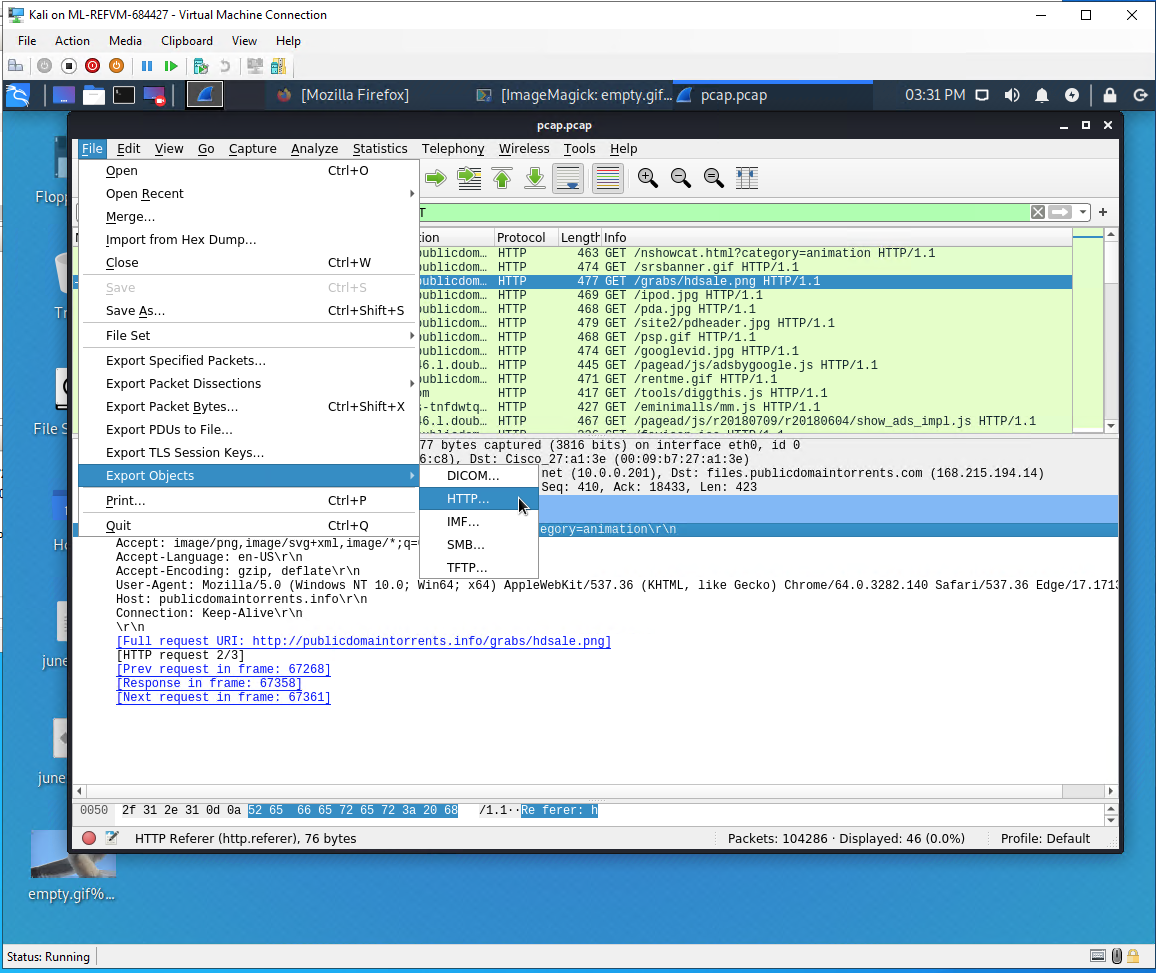 Kali on ML-REFVM-684427 - Virtual Machine Connection
File Action Media Clipboard View Help
[Mozilla Firefox] [ImageMagick: empty.gif... pcap.pcap 03:31 PM
pcap.pcap
File Edit View Go Capture Analyze Statistics Telephony Wireless Tools Help
Open Ctrl+O
Open Recent
Merge...
Import from Hex Dump...
Close Ctrl+W
Save Ctrl+S
Save As... Ctrl+Shift+S
File Set
Export Specified Packets...
Export Packet Dissections
Export Packet Bytes... Ctrl+Shift+X
Export PDUs to File...
Export TLS Session Keys...
Export Objects
Print... Ctrl+P
Quit Ctrl+Q
DICOM...
HTTP...
IMF...
SMB...
TFTP...
T
tion Protocol Length Info
publicdom… HTTP 463 GET /nshowcat.html?category=animation HTTP/1.1
publicdom… HTTP 474 GET /srsbanner.gif HTTP/1.1
publicdom… HTTP 477 GET /grabs/hdsale.png HTTP/1.1
publicdom… HTTP 469 GET /ipod.jpg HTTP/1.1
publicdom… HTTP 468 GET /pda.jpg HTTP/1.1
publicdom… HTTP 479 GET /site2/pdheader.jpg HTTP/1.1
publicdom… HTTP 468 GET /psp.gif HTTP/1.1
publicdom… HTTP 474 GET /googlevid.jpg HTTP/1.1
46.l.doub… HTTP 445 GET /pagead/js/adsbygoogle.js HTTP/1.1
publicdom… HTTP 471 GET /rentme.gif HTTP/1.1
om HTTP 417 GET /tools/diggthis.js HTTP/1.1
s-tnfdwtq… HTTP 427 GET /eminimalls/mm.js HTTP/1.1
46.l.doub… HTTP 467 GET /pagead/js/r20180709/r20180604/show_ads_impl.js HTTP/1.1
77 bytes captured (3816 bits) on interface eth0, id 0
6:c8), Dst: Cisco_27:a1:3e (00:09:b7:27:a1:3e)
net (10.0.0.201), Dst: files.publicdomaintorrents.com (168.215.194.14)
Seq: 410, Ack: 18433, Len: 423
egory=animation\r\n
Accept: image/png,image/svg+xml,image/*;q=
Accept-Language: en-US\r\n
Accept-Encoding: gzip, deflate\r\n
User-Agent: Mozilla/5.0 (Windows NT 10.0; Win64; x64) AppleWebKit/537.36 (KHTML, like Gecko) Chrome/64.0.3282.140 Safari/537.36 Edge/17.1713
Host: publicdomaintorrents.info\r\n
Connection: Keep-Alive\r\n
\r\n
[Full request URI: http://publicdomaintorrents.info/grabs/hdsale.png]
[HTTP request 2/3]
[Prev request in frame: 67268]
[Response in frame: 67358]
[Next request in frame: 67361]
0050 2f 31 2e 31 0d 0a 52 65 66 65 72 65 72 3a 20 68 /1.1··Re ferer: h
HTTP Referer (http.referer), 76 bytes Packets: 104286 · Displayed: 46 (0.0%) Profile: Default
Flopp
Tr
File S
Ho
june
june
empty.gif%...
Status: Running